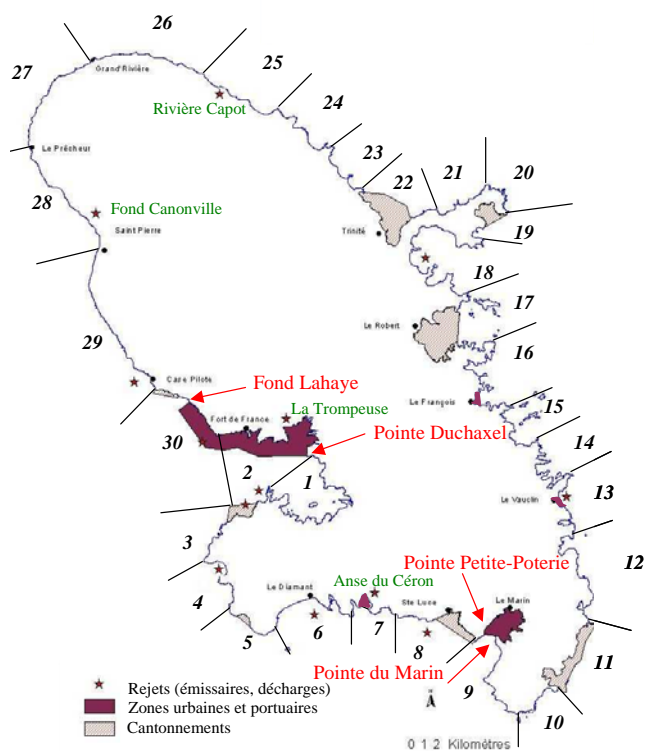 26
Grand'Rivière
27
25
Rivière Capot
24
Le Prêcheur
23
21
20
22
28
Fond Canonville
Trinité
19
Saint Pierre
18
17
Le Robert
16
29
Case Pilote
Fond Lahaye
Le François
15
La Trompeuse
Fort de France
Pointe Duchaxel
30
14
2
1
13
Le Vauclin
3
12
Pointe Petite-Poterie
Anse du Céron
Le Diamant
Ste Luce
Le Marin
4
5
6
7
8
11
Pointe du Marin
9
10
Rejets (émissaires, décharges)
Zones urbaines et portuaires
Cantonnements
0 1 2 Kilomètres